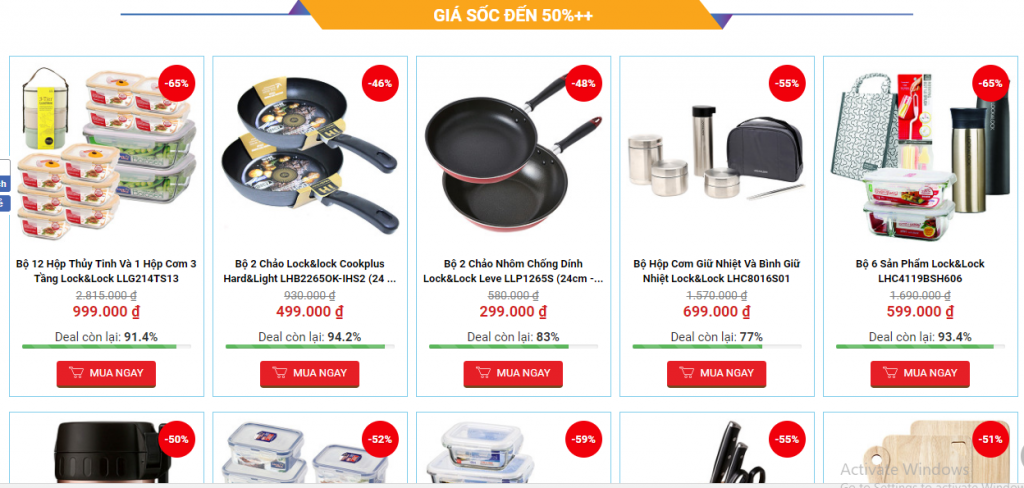 GIÁ SỐC ĐẾN 50%++
-65%
-46%
-48%
-55%
-65%
ch
Bộ 12 Hộp Thủy Tinh Và 1 Hộp Cơm 3
Tầng Lock&Lock LLG214TS13
2.815.000 ₫
999.000 ₫
Deal còn lại: 91.4%
MUA NGAY
Bộ 2 Chảo Lock&lock Cookplus
Hard&Light LHB2265OK-IHS2 (24 ...
930.000 ₫
499.000 ₫
Deal còn lại: 94.2%
MUA NGAY
Bộ 2 Chảo Nhôm Chống Dính
Lock&Lock Leve LLP1265S (24cm -...
580.000 ₫
299.000 ₫
Deal còn lại: 83%
MUA NGAY
Bộ Hộp Cơm Giữ Nhiệt Và Bình Giữ
Nhiệt Lock&Lock LHC8016S01
1.570.000 ₫
699.000 ₫
Deal còn lại: 77%
MUA NGAY
Bộ 6 Sản Phẩm Lock&Lock
LHC4119BSH606
1.690.000 ₫
599.000 ₫
Deal còn lại: 93.4%
MUA NGAY
-50%
-52%
-59%
-55%
-51%
Activate Windows
Go to Settings to activate Window